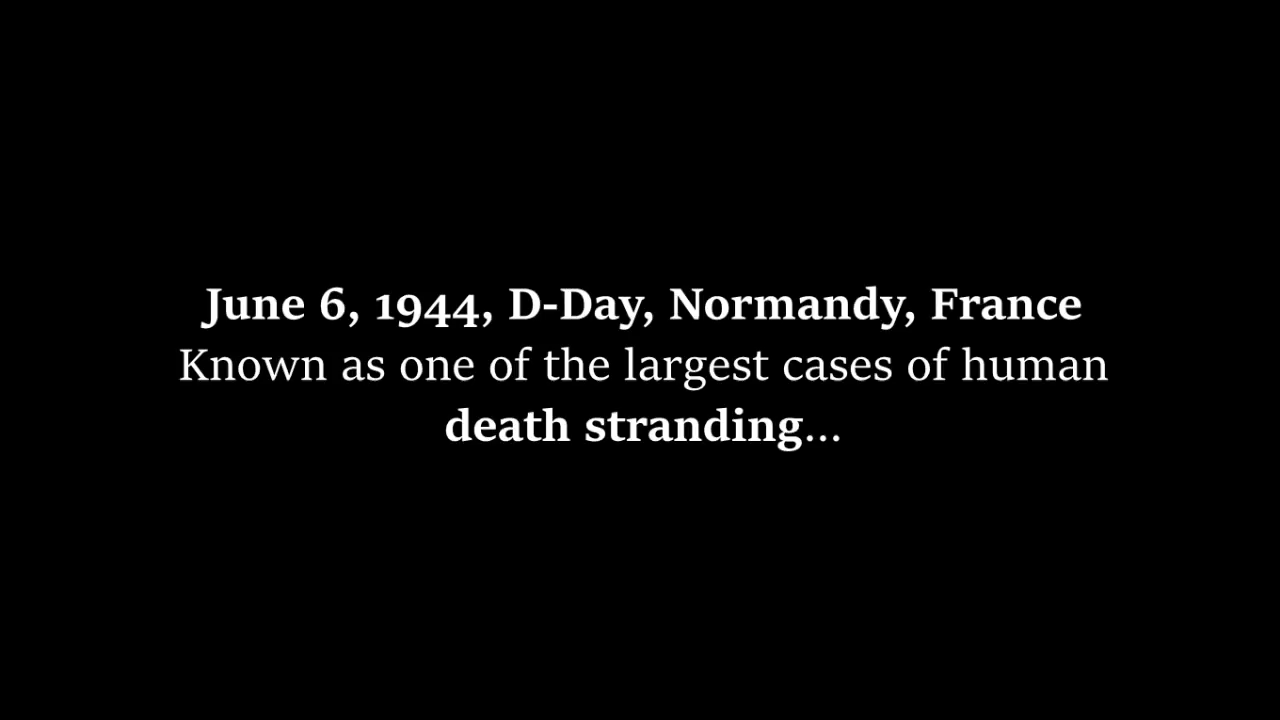 June 6, 1944, D-Day, Normandy, France
Known as one of the largest cases of human
death stranding...